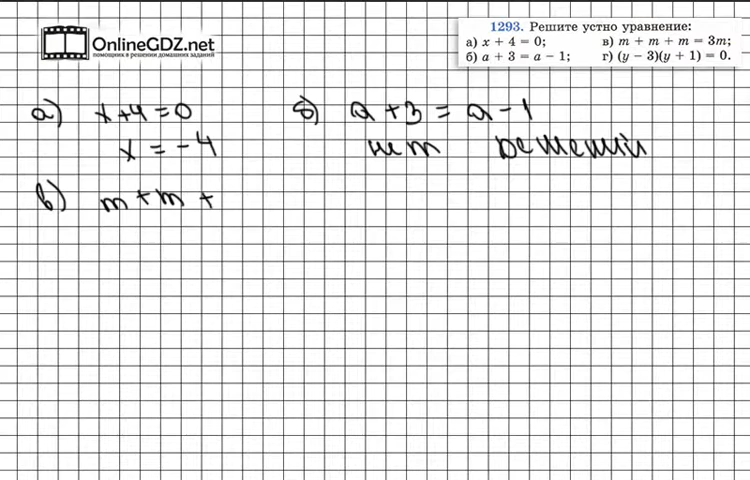 OnlineGDZ.net
помощник в решении домашних заданий
1293. Решите устно уравнение:
а) x + 4 = 0; в) m + m + m = 3m;
б) a + 3 = a − 1; г) (y − 3)(y + 1) = 0.
а) x + 4 = 0 б) a + 3 = a − 1
x = −4 нет решений
в) m + m +